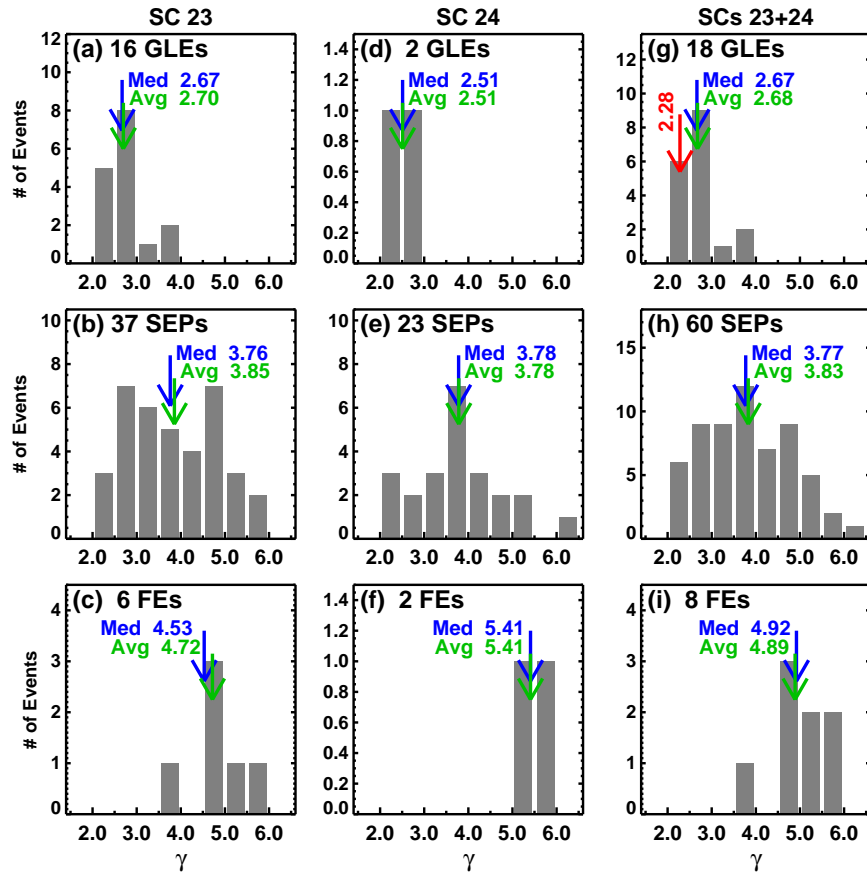 SC 23
SC 24
SCs 23+24
(a) 16 GLEs
Med 2.67
Avg 2.70
# of Events
12
10
8
6
4
2
0
2.0 3.0 4.0 5.0 6.0
(d) 2 GLEs
Med 2.51
Avg 2.51
1.4
1.2
1.0
0.8
0.6
0.4
0.2
0.0
2.0 3.0 4.0 5.0 6.0
(g) 18 GLEs
Med 2.67
Avg 2.68
2.28
12
10
8
6
4
2
0
2.0 3.0 4.0 5.0 6.0
(b) 37 SEPs
Med 3.76
Avg 3.85
# of Events
10
8
6
4
2
0
2.0 3.0 4.0 5.0 6.0
(e) 23 SEPs
Med 3.78
Avg 3.78
10
8
6
4
2
0
2.0 3.0 4.0 5.0 6.0
(h) 60 SEPs
Med 3.77
Avg 3.83
15
10
5
0
2.0 3.0 4.0 5.0 6.0
(c) 6 FEs
Med 4.53
Avg 4.72
# of Events
4
3
2
1
0
2.0 3.0 4.0 5.0 6.0
γ
(f) 2 FEs
Med 5.41
Avg 5.41
1.4
1.2
1.0
0.8
0.6
0.4
0.2
0.0
2.0 3.0 4.0 5.0 6.0
γ
(i) 8 FEs
Med 4.92
Avg 4.89
4
3
2
1
0
2.0 3.0 4.0 5.0 6.0
γ